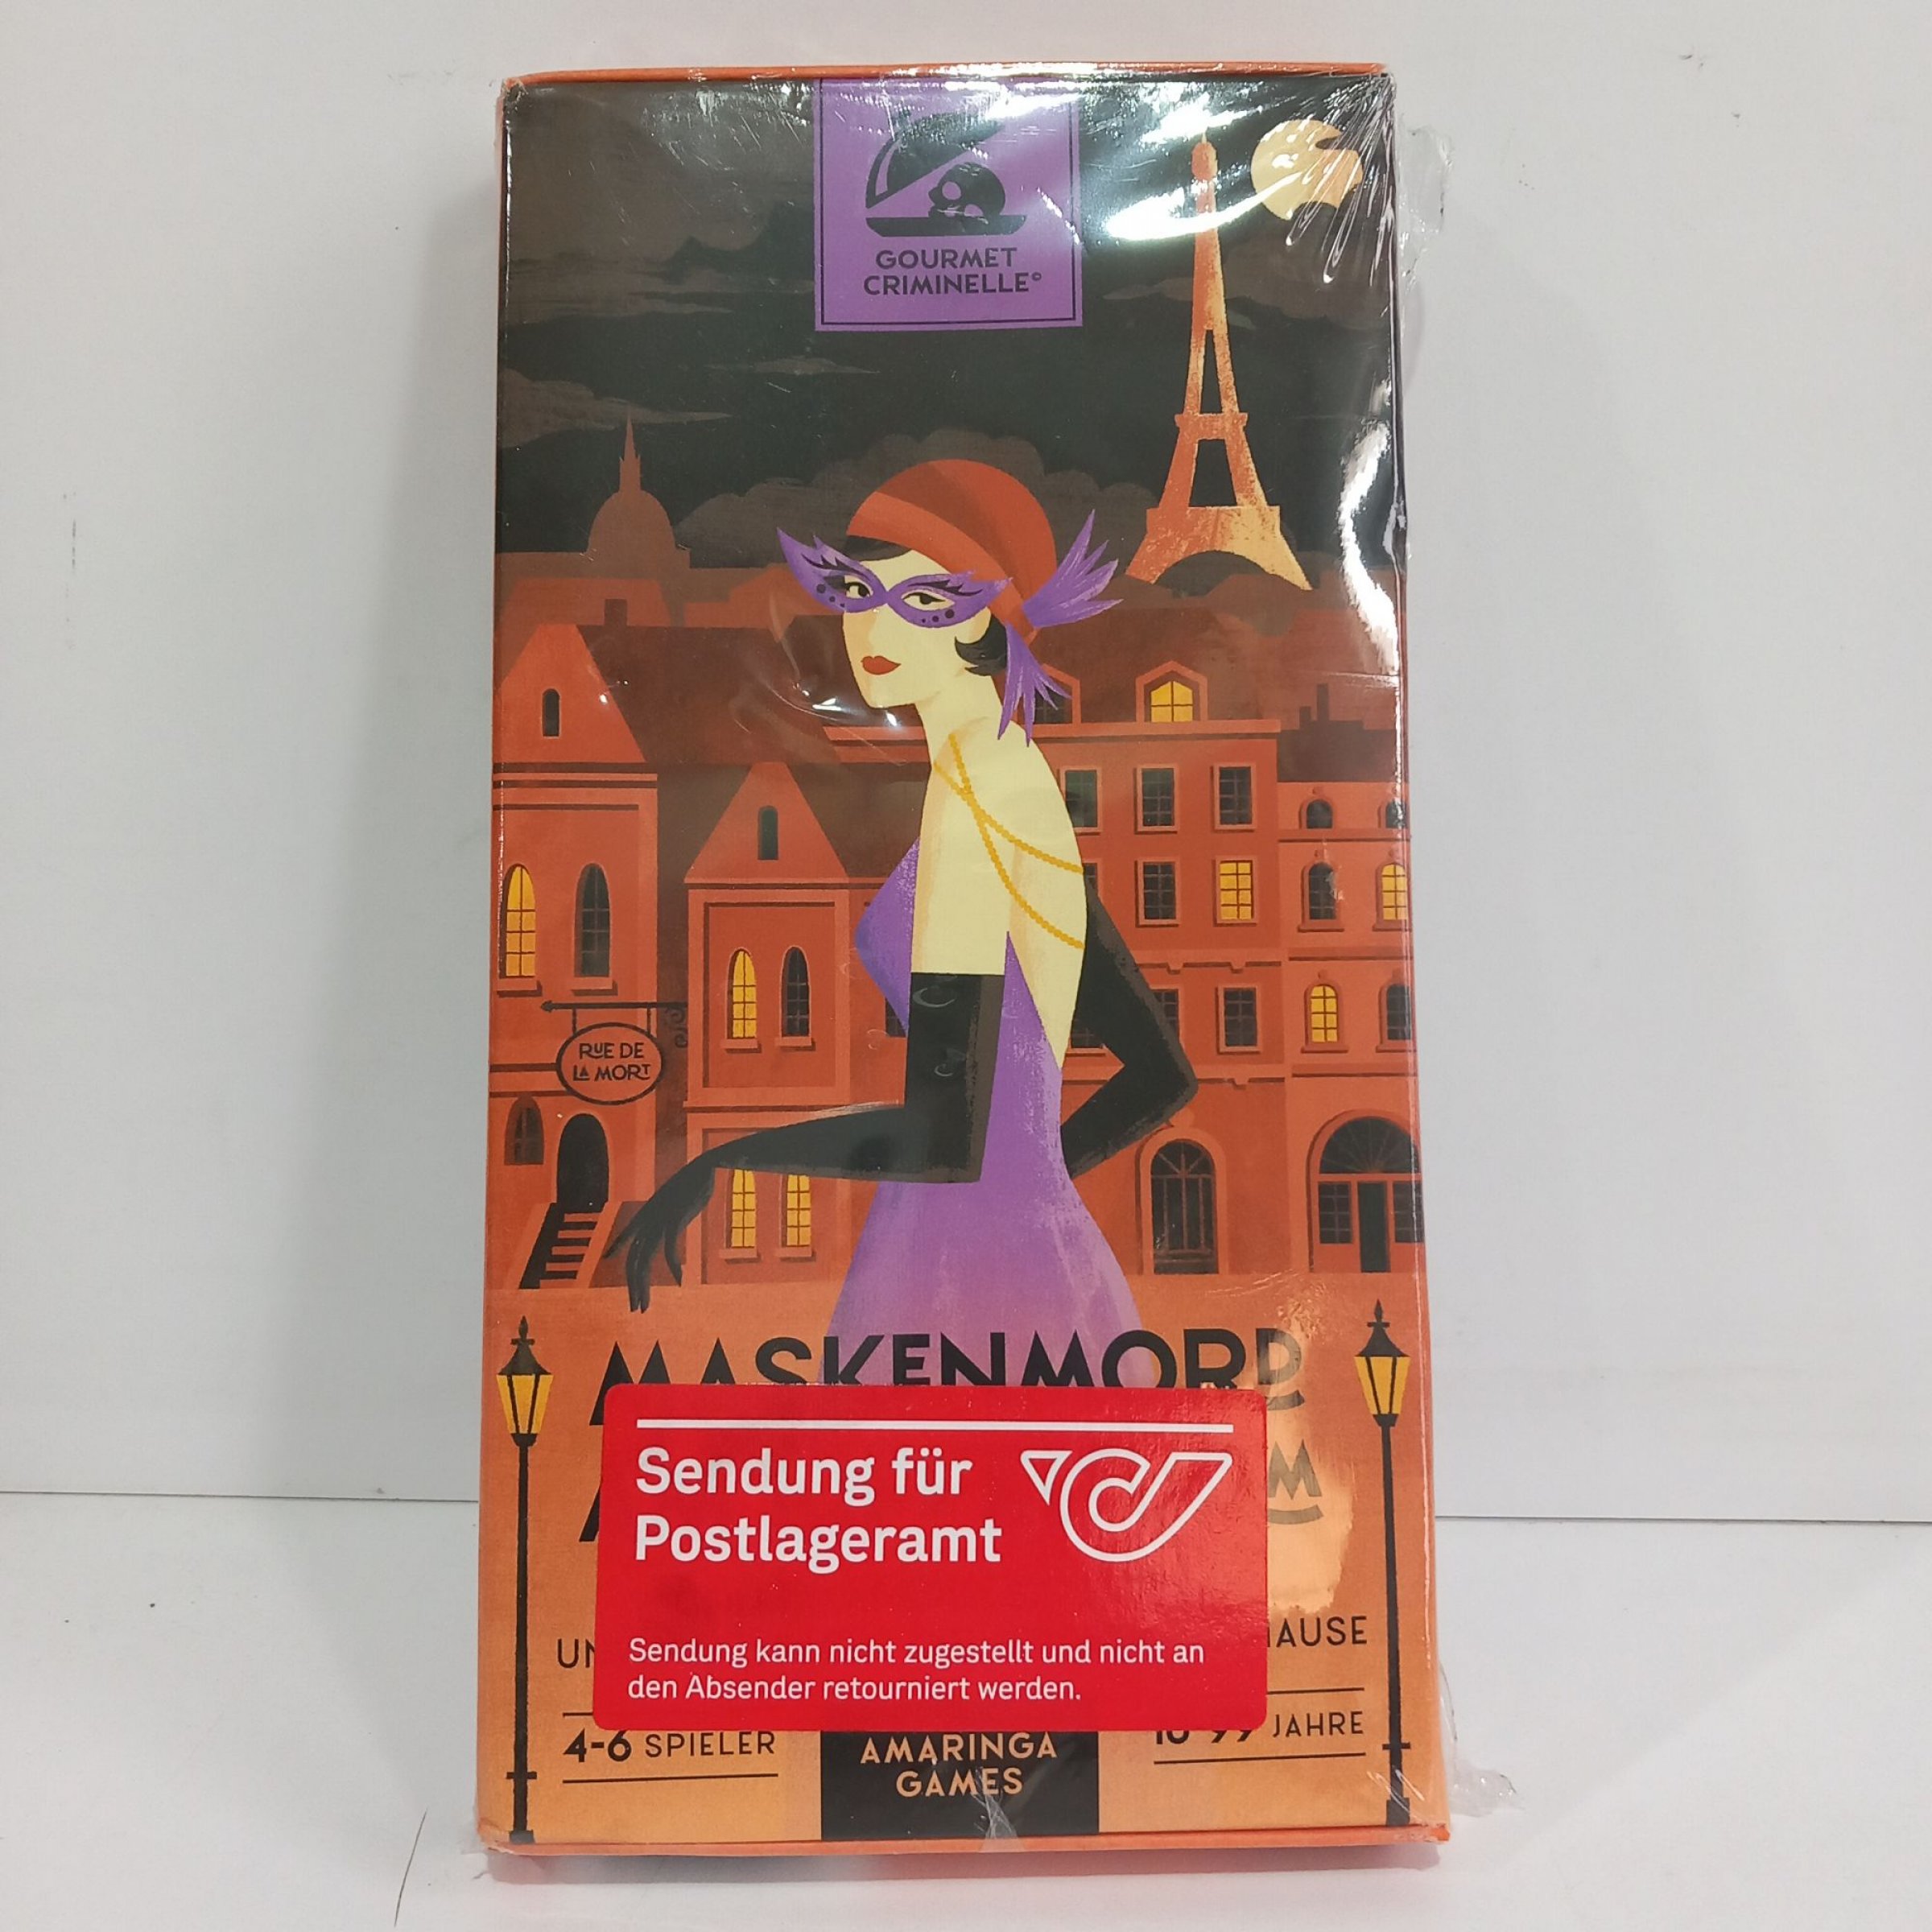 GOURMET
CRIMINELLE©
RUE DE
LA MORT
MASKENMORD
Sendung für
Postlageramt
Sendung kann nicht zugestellt und nicht an
den Absender retourniert werden.
4-6 SPIELER
JAHRE
AMARINGA
GAMES